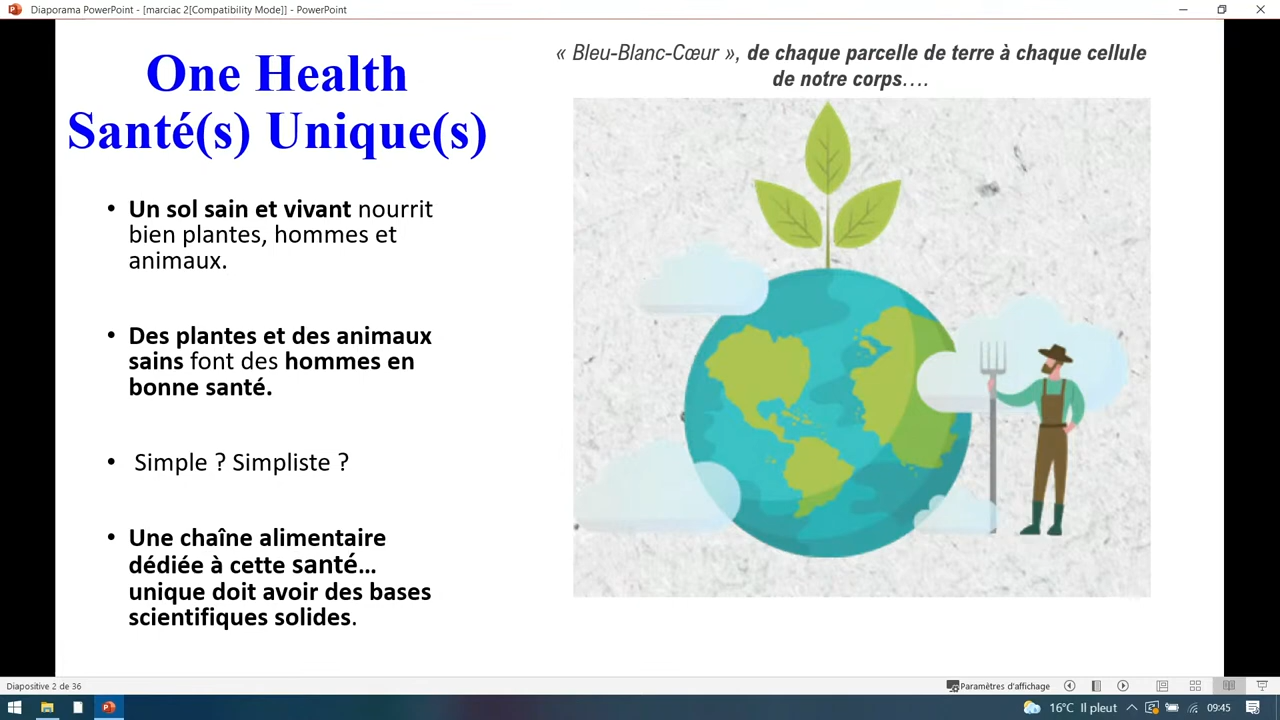 Diaporama PowerPoint - [marciac 2[Compatibility Mode]] - PowerPoint
One Health
Santé(s) Unique(s)
• Un sol sain et vivant nourrit
bien plantes, hommes et
animaux.
• Des plantes et des animaux
sains font des hommes en
bonne santé.
• Simple ? Simpliste ?
• Une chaîne alimentaire
dédiée à cette santé…
unique doit avoir des bases
scientifiques solides.
« Bleu-Blanc-Cœur », de chaque parcelle de terre à chaque cellule
de notre corps….
Diapositive 2 de 36
Paramètres d'affichage
16°C Il pleut
09:45